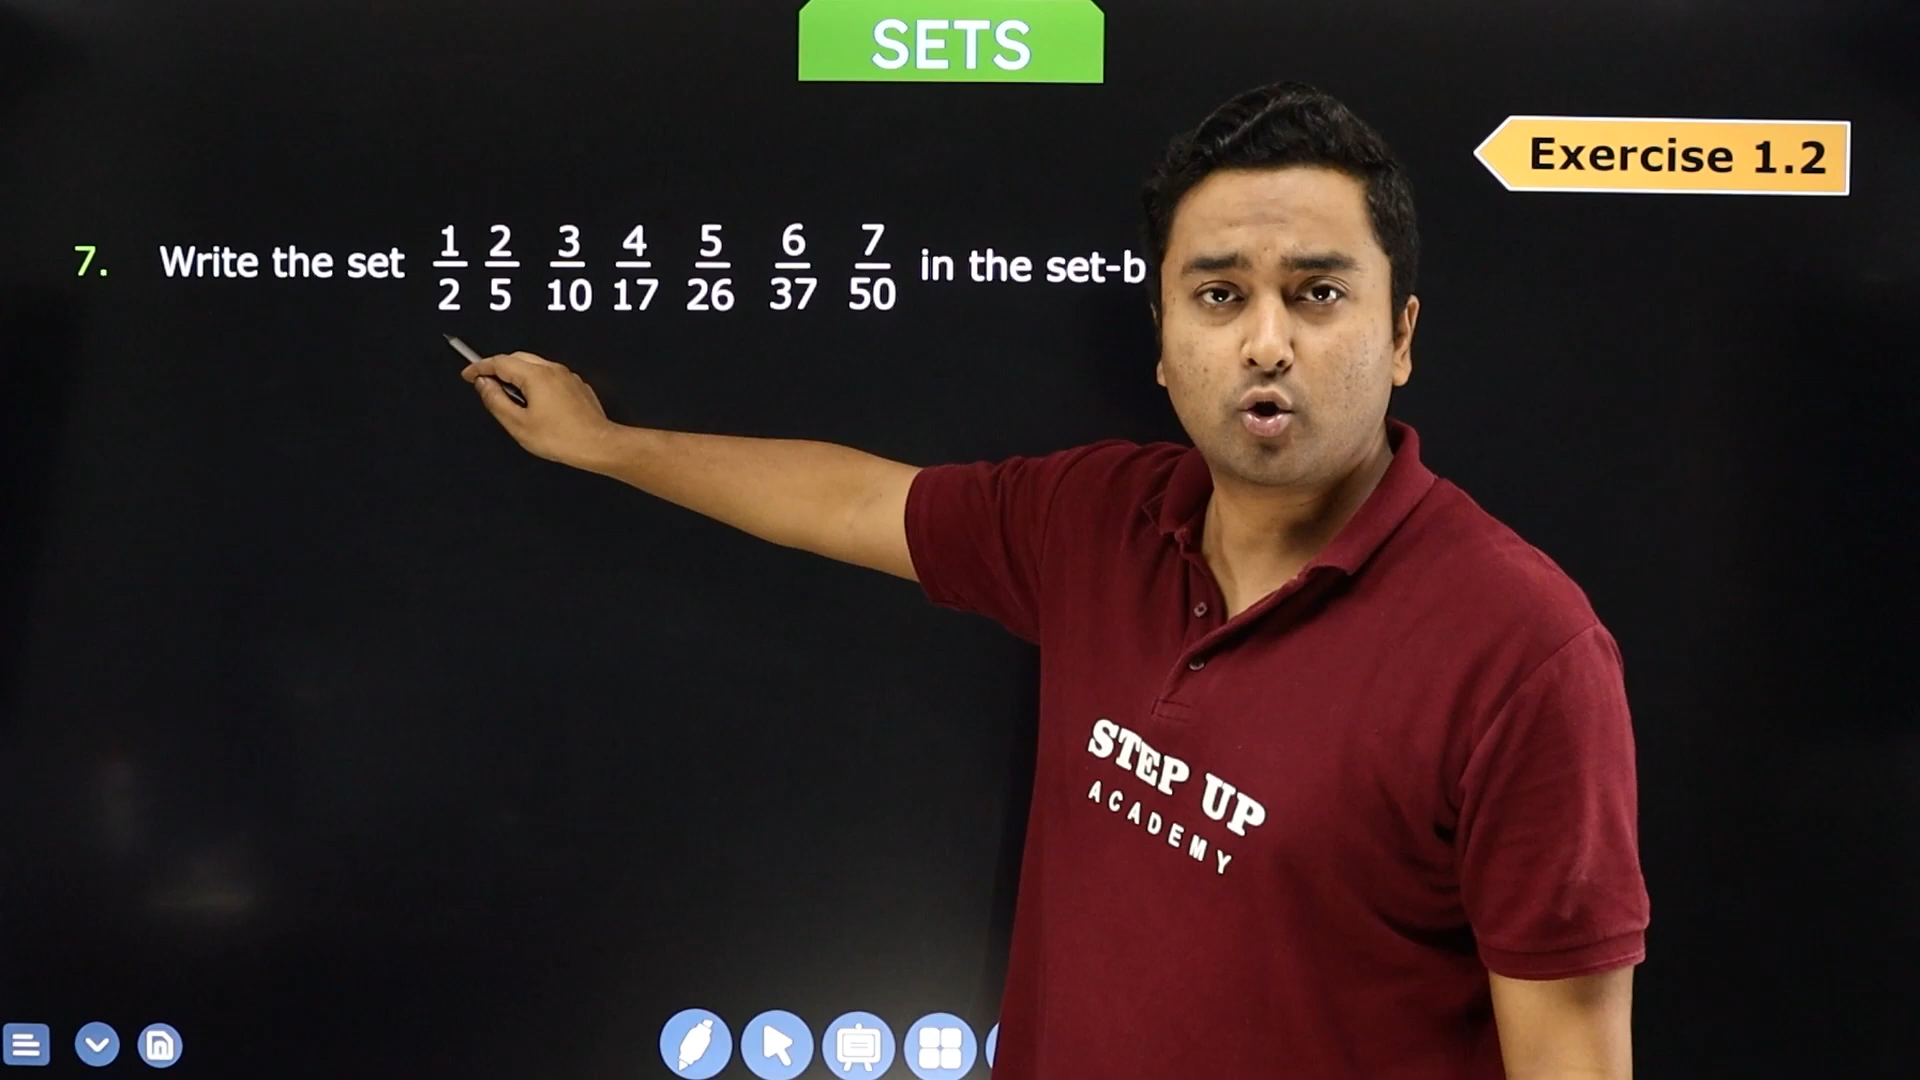 SETS
Exercise 1.2
7. Write the set 1/2 2/5 3/10 4/17 5/26 6/37 7/50 in the set-b
STEP UP
ACADEMY